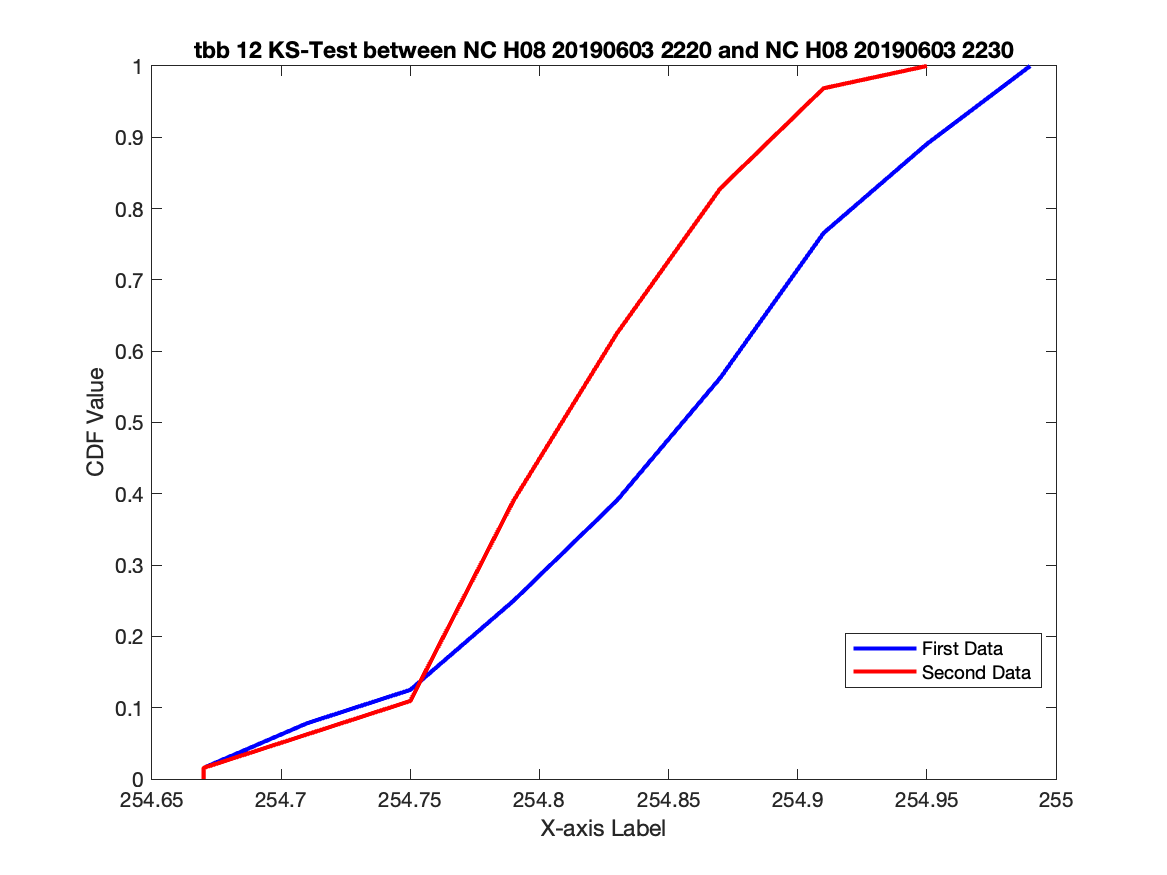 tbb 12 KS-Test between NC H08 20190603 2220 and NC H08 20190603 2230
1
0.9
0.8
0.7
0.6
0.5
0.4
0.3
0.2
0.1
0
CDF Value
First Data
Second Data
254.65 254.7 254.75 254.8 254.85 254.9 254.95 255
X-axis Label